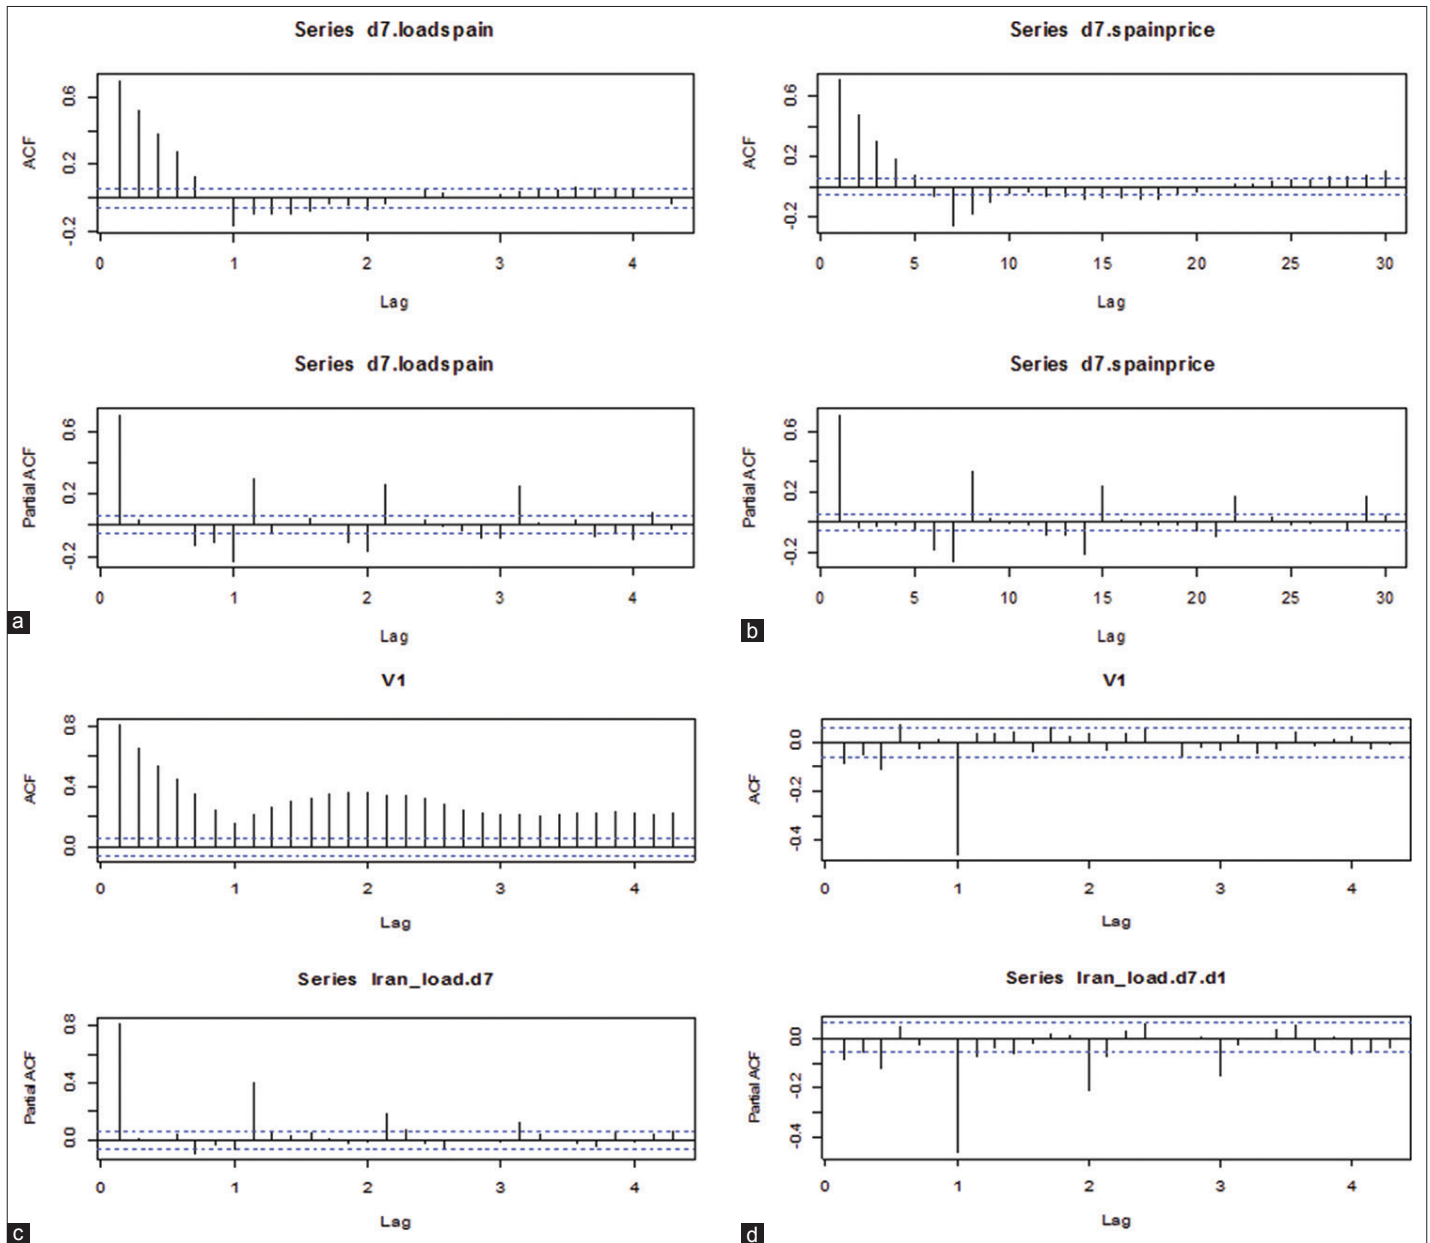 Series d7.loadspain
ACF
0.6
0.2
-0.2
0 1 2 3 4
Lag
Series d7.spainprice
ACF
0.6
0.2
-0.2
0 5 10 15 20 25 30
Lag
Series d7.loadspain
Partial ACF
0.6
0.2
-0.2
0 1 2 3 4
Lag
a
Series d7.spainprice
Partial ACF
0.6
0.2
-0.2
0 5 10 15 20 25 30
Lag
b
V1
ACF
0.8
0.4
0.0
0 1 2 3 4
Lag
V1
ACF
0.0
-0.2
-0.4
0 1 2 3 4
Lag
Series Iran_load.d7
Partial ACF
0.8
0.4
0.0
0 1 2 3 4
Lag
c
Series Iran_load.d7.d1
Partial ACF
0.0
-0.2
-0.4
0 1 2 3 4
Lag
d